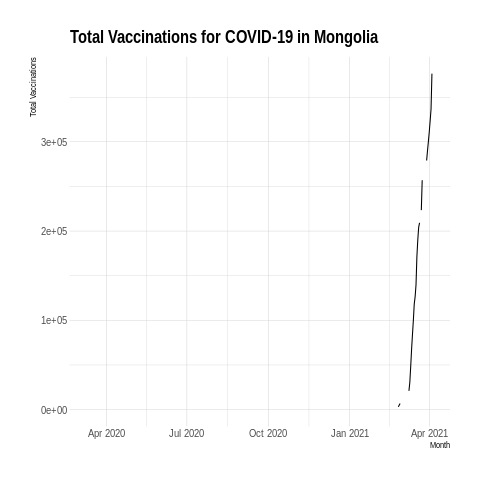 Total Vaccinations for COVID-19 in Mongolia
Total Vaccinations
3e+05
2e+05
1e+05
0e+00
Apr 2020 Jul 2020 Oct 2020 Jan 2021 Apr 2021
Month